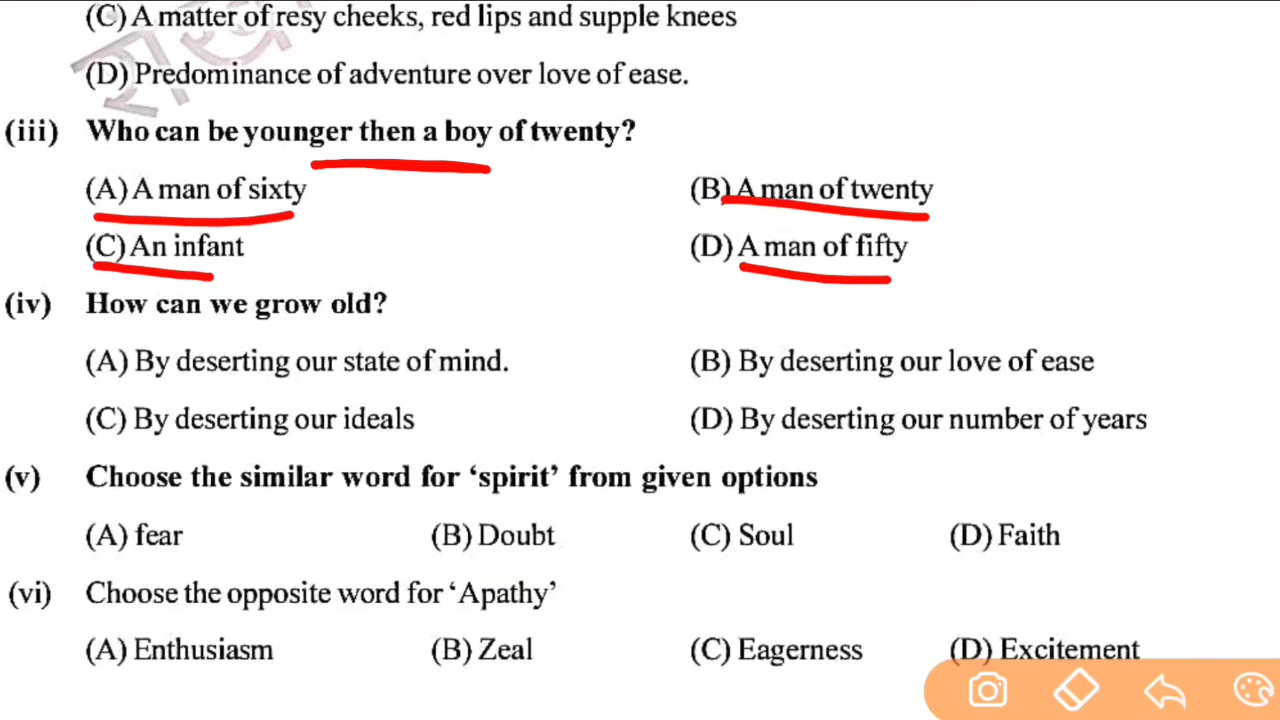 (C) A matter of resy cheeks, red lips and supple knees
(D) Predominance of adventure over love of ease.
(iii) Who can be younger then a boy of twenty?
(A) A man of sixty (B) A man of twenty
(C) An infant (D) A man of fifty
(iv) How can we grow old?
(A) By deserting our state of mind. (B) By deserting our love of ease
(C) By deserting our ideals (D) By deserting our number of years
(v) Choose the similar word for ‘spirit’ from given options
(A) fear (B) Doubt (C) Soul (D) Faith
(vi) Choose the opposite word for ‘Apathy’
(A) Enthusiasm (B) Zeal (C) Eagerness (D) Excitement